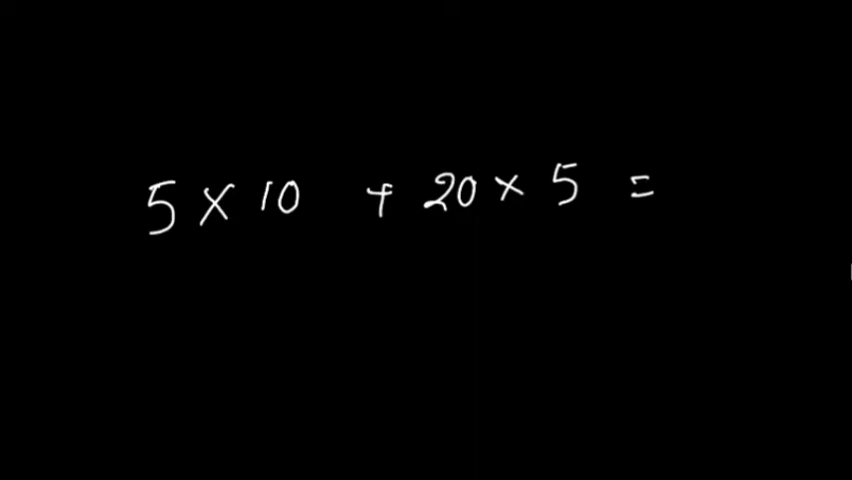 5 × 10 + 20 × 5 =